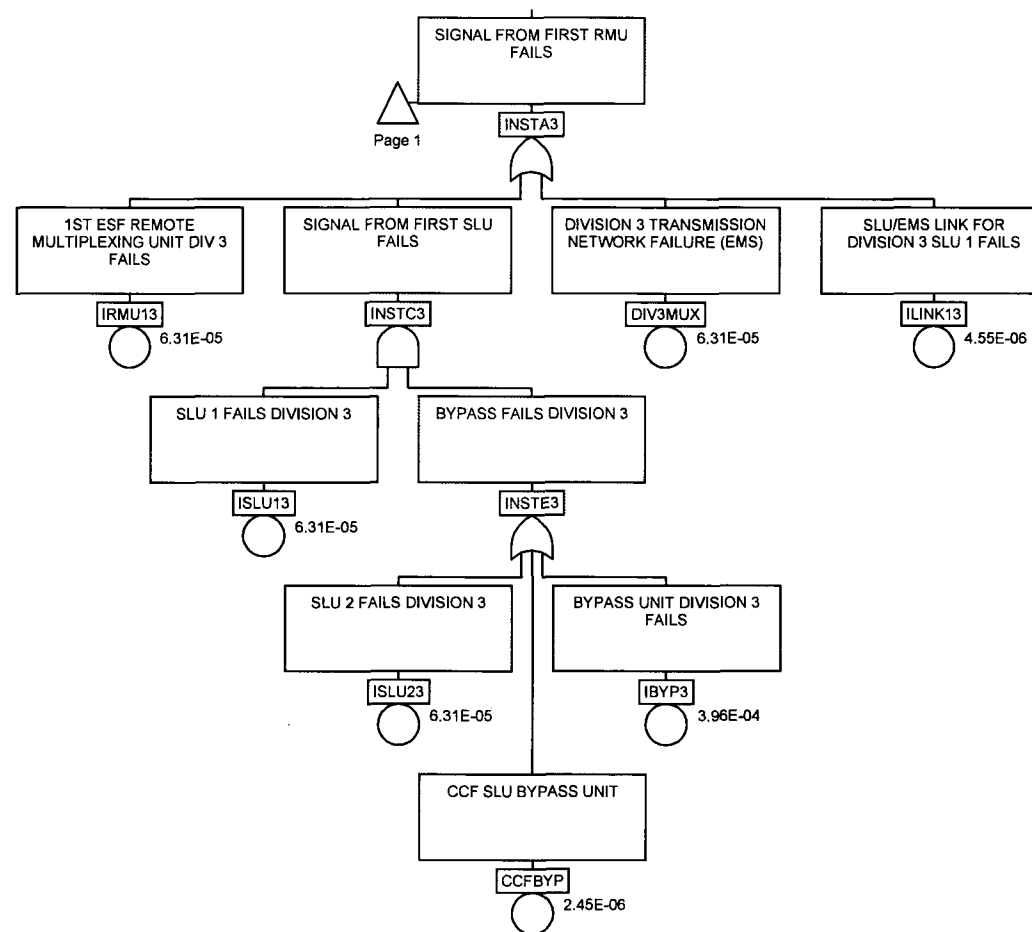 SIGNAL FROM FIRST RMU
FAILS
Page 1
INSTA3
1ST ESF REMOTE
MULTIPLEXING UNIT DIV 3
FAILS
SIGNAL FROM FIRST SLU
FAILS
DIVISION 3 TRANSMISSION
NETWORK FAILURE (EMS)
SLU/EMS LINK FOR
DIVISION 3 SLU 1 FAILS
IRMU13
6.31E-05
INSTC3
DIV3MUX
6.31E-05
ILINK13
4.55E-06
SLU 1 FAILS DIVISION 3
BYPASS FAILS DIVISION 3
ISLU13
6.31E-05
INSTE3
SLU 2 FAILS DIVISION 3
BYPASS UNIT DIVISION 3
FAILS
ISLU23
6.31E-05
IBYP3
3.96E-04
CCF SLU BYPASS UNIT
CCFBYP
2.45E-06